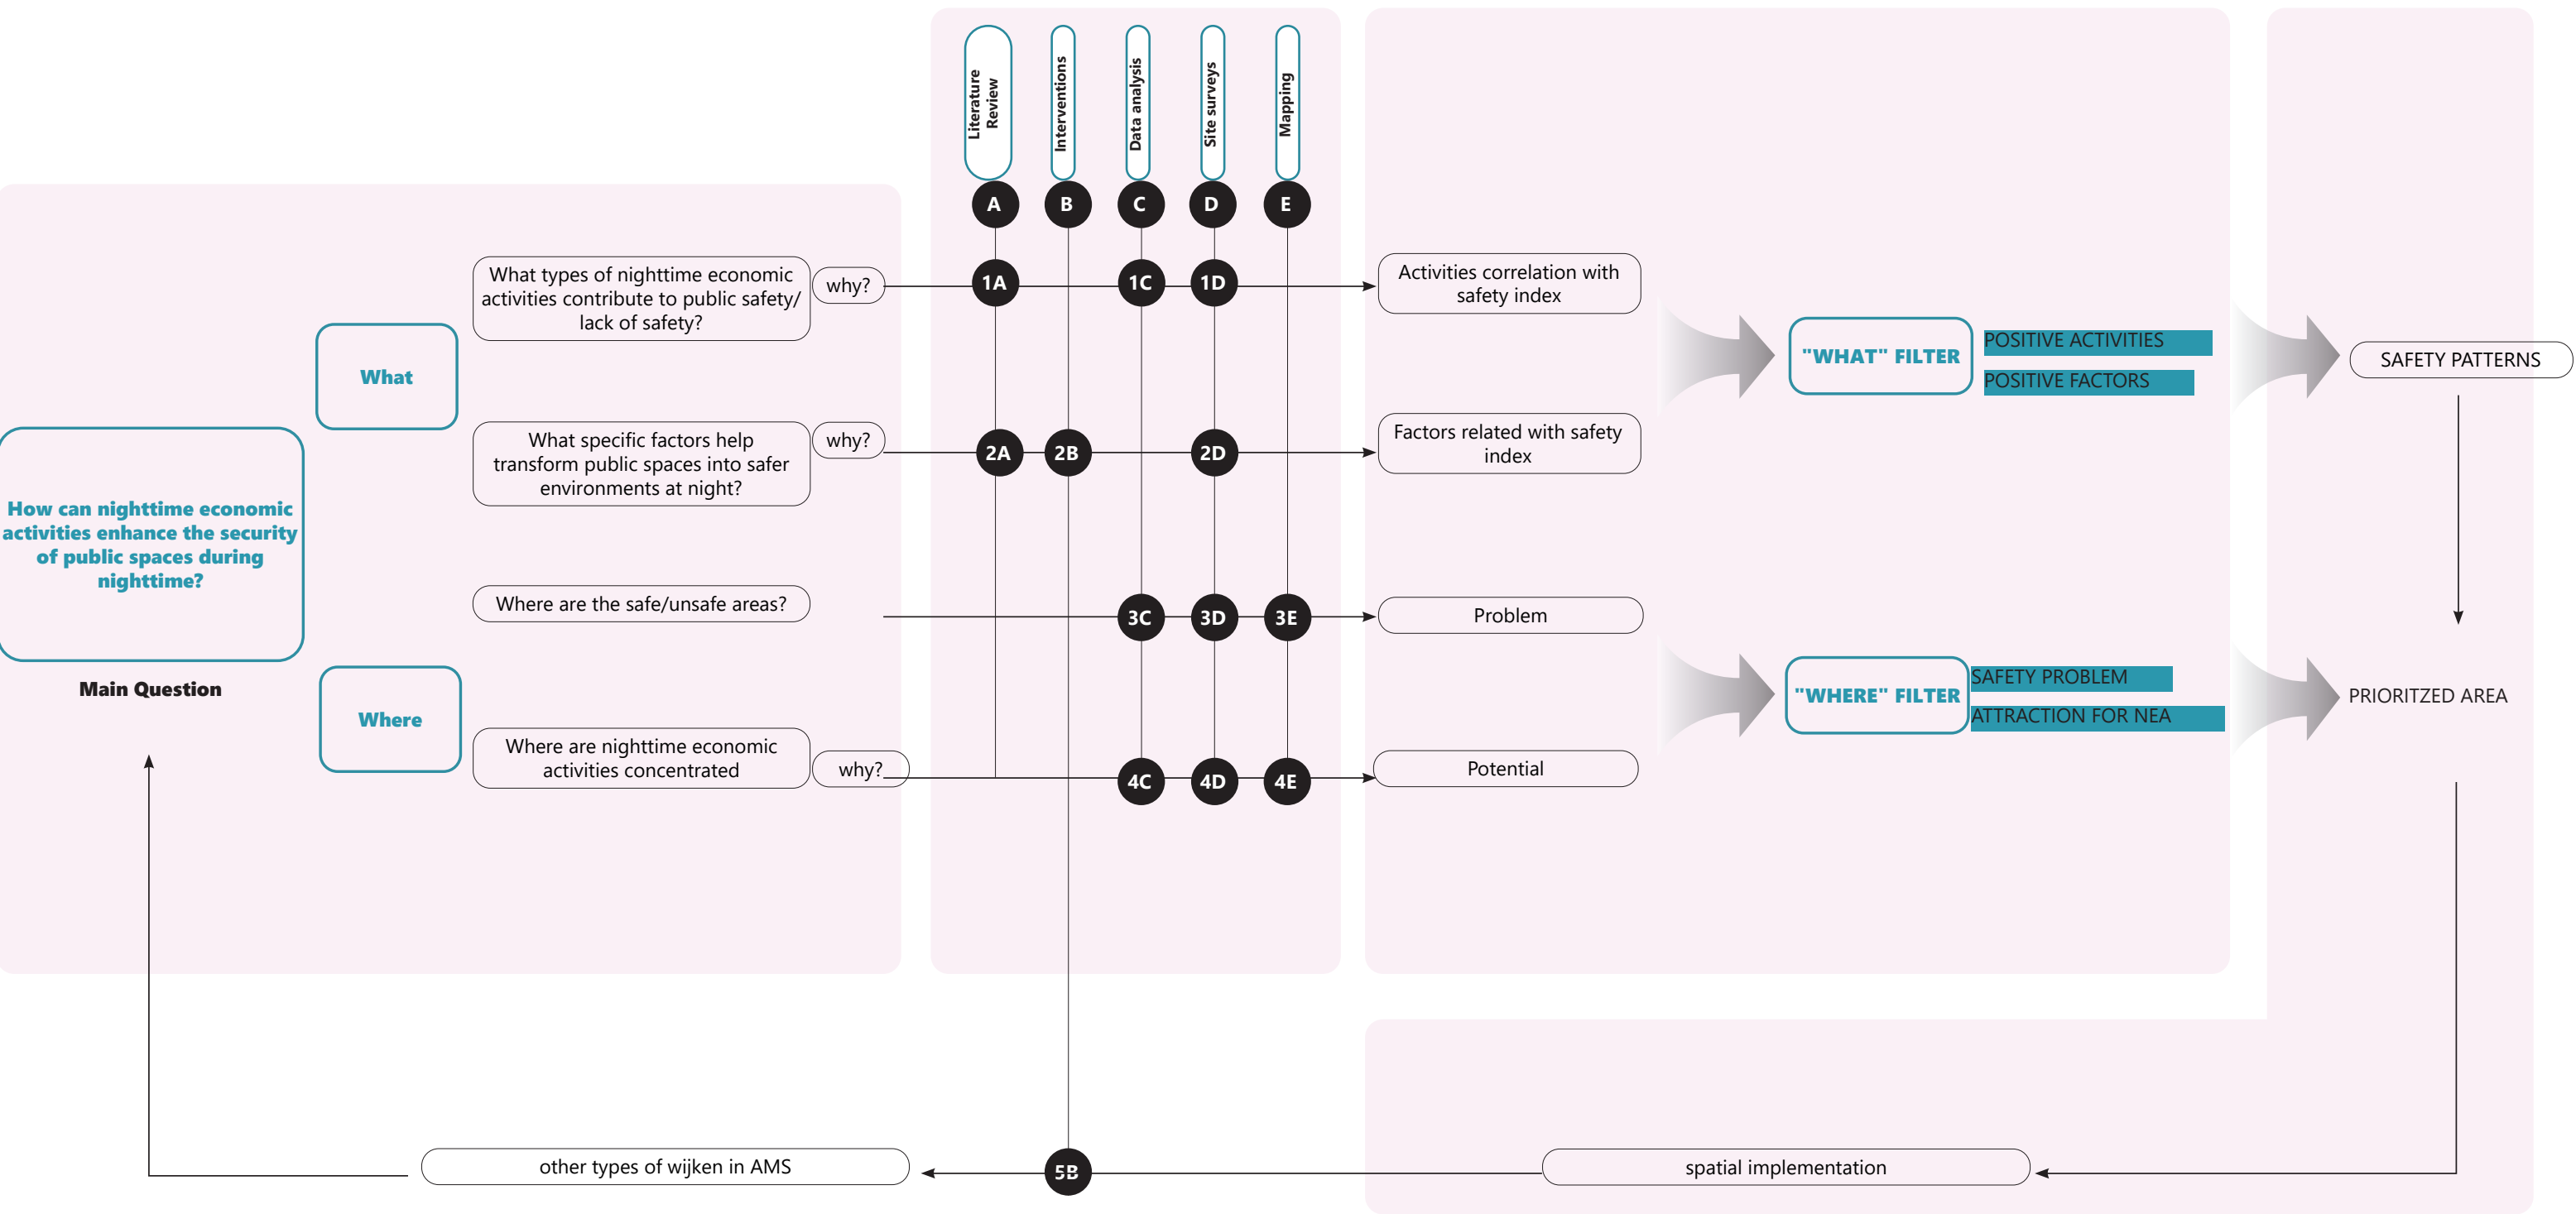 Literature
Review
Interventions
Data analysis
Site surveys
Mapping
A
B
C
D
E
What types of nighttime economic
activities contribute to public safety/
lack of safety?
why?
1A
1C
1D
Activities correlation with
safety index
What
"WHAT" FILTER
POSITIVE ACTIVITIES
POSITIVE FACTORS
SAFETY PATTERNS
What specific factors help
transform public spaces into safer
environments at night?
why?
2A
2B
2D
Factors related with safety
index
How can nighttime economic
activities enhance the security
of public spaces during
nighttime?
Main Question
Where are the safe/unsafe areas?
3C
3D
3E
Problem
Where
"WHERE" FILTER
SAFETY PROBLEM
ATTRACTION FOR NEA
PRIORITZED AREA
Where are nighttime economic
activities concentrated
why?
4C
4D
4E
Potential
other types of wijken in AMS
5B
spatial implementation